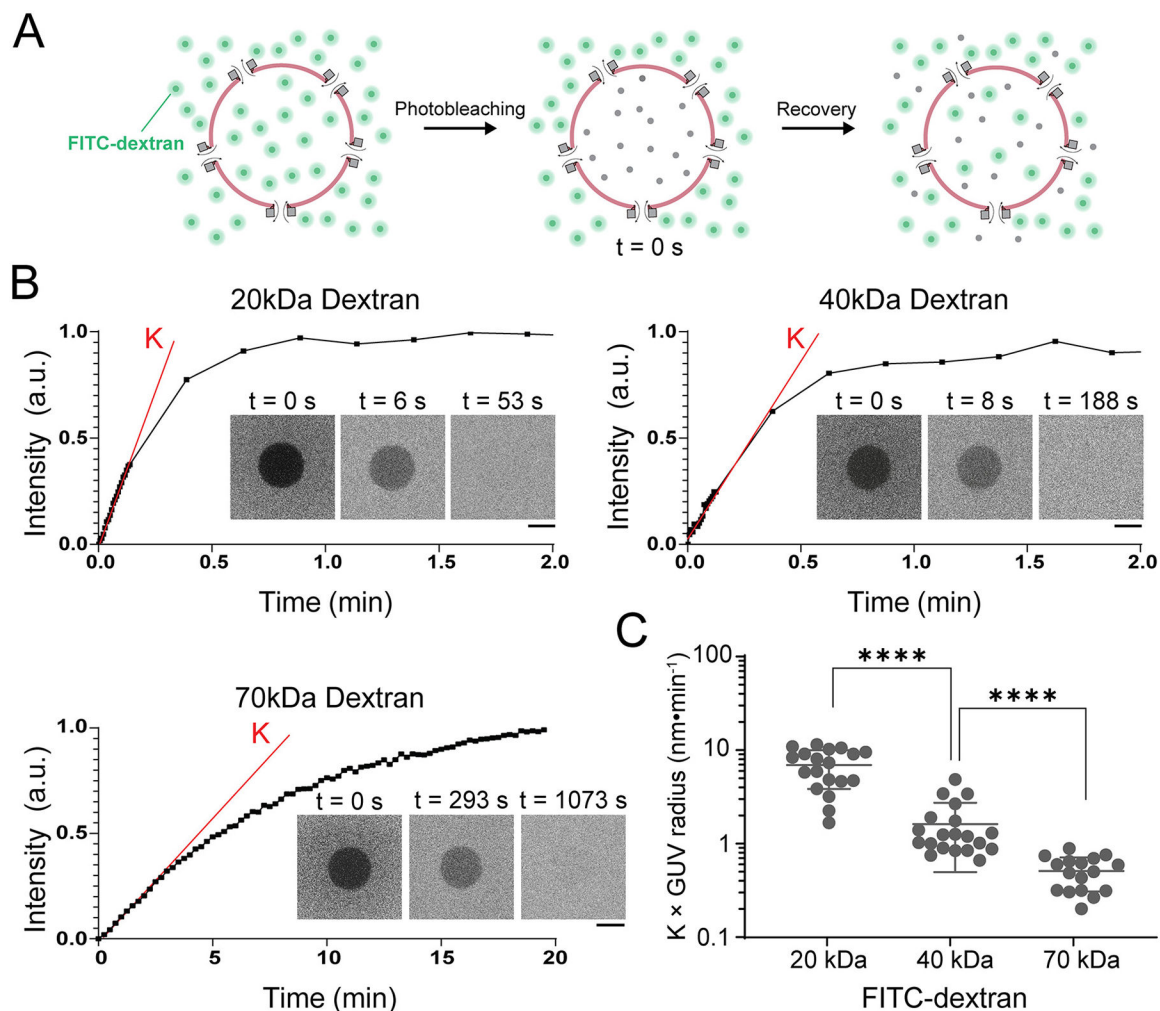 A
FITC-dextran
Photobleaching
Recovery
t = 0 s
B
20kDa Dextran
K
Intensity (a.u.)
1.0
0.5
0.0
t = 0 s
t = 6 s
t = 53 s
0.0
0.5
1.0
1.5
2.0
Time (min)
40kDa Dextran
K
Intensity (a.u.)
1.0
0.5
0.0
t = 0 s
t = 8 s
t = 188 s
0.0
0.5
1.0
1.5
2.0
Time (min)
70kDa Dextran
K
Intensity (a.u.)
1.0
0.5
0.0
t = 0 s
t = 293 s
t = 1073 s
0
5
10
15
20
Time (min)
C
K × GUV radius (nm•min⁻¹)
100
10
1
0.1
****
****
20 kDa
40 kDa
70 kDa
FITC-dextran